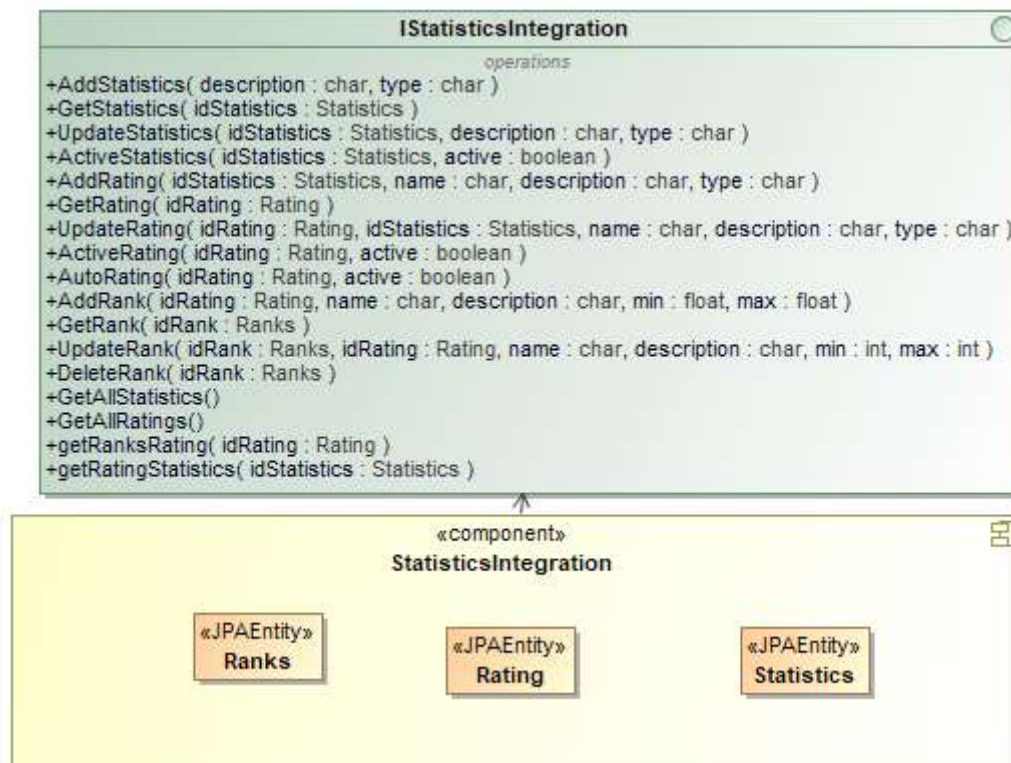 IStatisticsIntegration
operations
+AddStatistics( description : char, type : char )
+GetStatistics( idStatistics : Statistics )
+UpdateStatistics( idStatistics : Statistics, description : char, type : char )
+ActiveStatistics( idStatistics : Statistics, active : boolean )
+AddRating( idStatistics : Statistics, name : char, description : char, type : char )
+GetRating( idRating : Rating )
+UpdateRating( idRating : Rating, idStatistics : Statistics, name : char, description : char, type : char )
+ActiveRating( idRating : Rating, active : boolean )
+AutoRating( idRating : Rating, active : boolean )
+AddRank( idRating : Rating, name : char, description : char, min : float, max : float )
+GetRank( idRank : Ranks )
+UpdateRank( idRank : Ranks, idRating : Rating, name : char, description : char, min : int, max : int )
+DeleteRank( idRank : Ranks )
+GetAllStatistics()
+GetAllRatings()
+getRanksRating( idRating : Rating )
+getRatingStatistics( idStatistics : Statistics )
«component»
StatisticsIntegration
«JPAEntity»
Ranks
«JPAEntity»
Rating
«JPAEntity»
Statistics